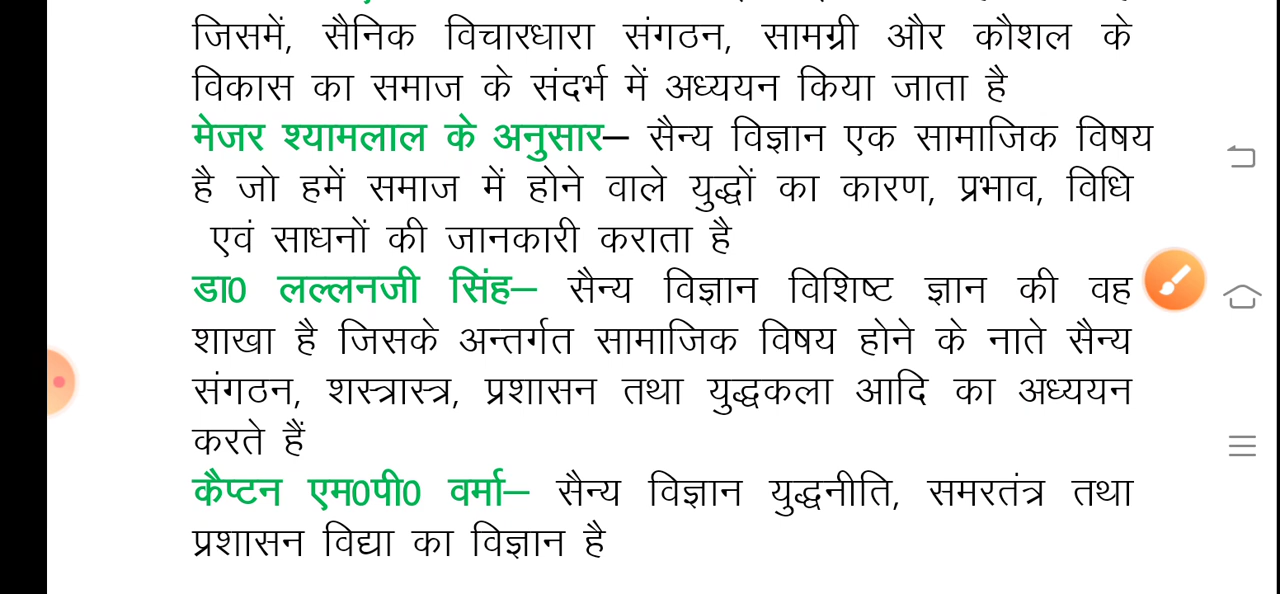 जिसमें, सैनिक विचारधारा संगठन, सामग्री और कौशल के
विकास का समाज के संदर्भ में अध्ययन किया जाता है
मेजर श्यामलाल के अनुसार– सैन्य विज्ञान एक सामाजिक विषय
है जो हमें समाज में होने वाले युद्धों का कारण, प्रभाव, विधि
एवं साधनों की जानकारी कराता है
डा0 लल्लनजी सिंह– सैन्य विज्ञान विशिष्ट ज्ञान की वह
शाखा है जिसके अन्तर्गत सामाजिक विषय होने के नाते सैन्य
संगठन, शस्त्रास्त्र, प्रशासन तथा युद्धकला आदि का अध्ययन
करते हैं
कैप्टन एम0पी0 वर्मा– सैन्य विज्ञान युद्धनीति, समरतंत्र तथा
प्रशासन विद्या का विज्ञान है